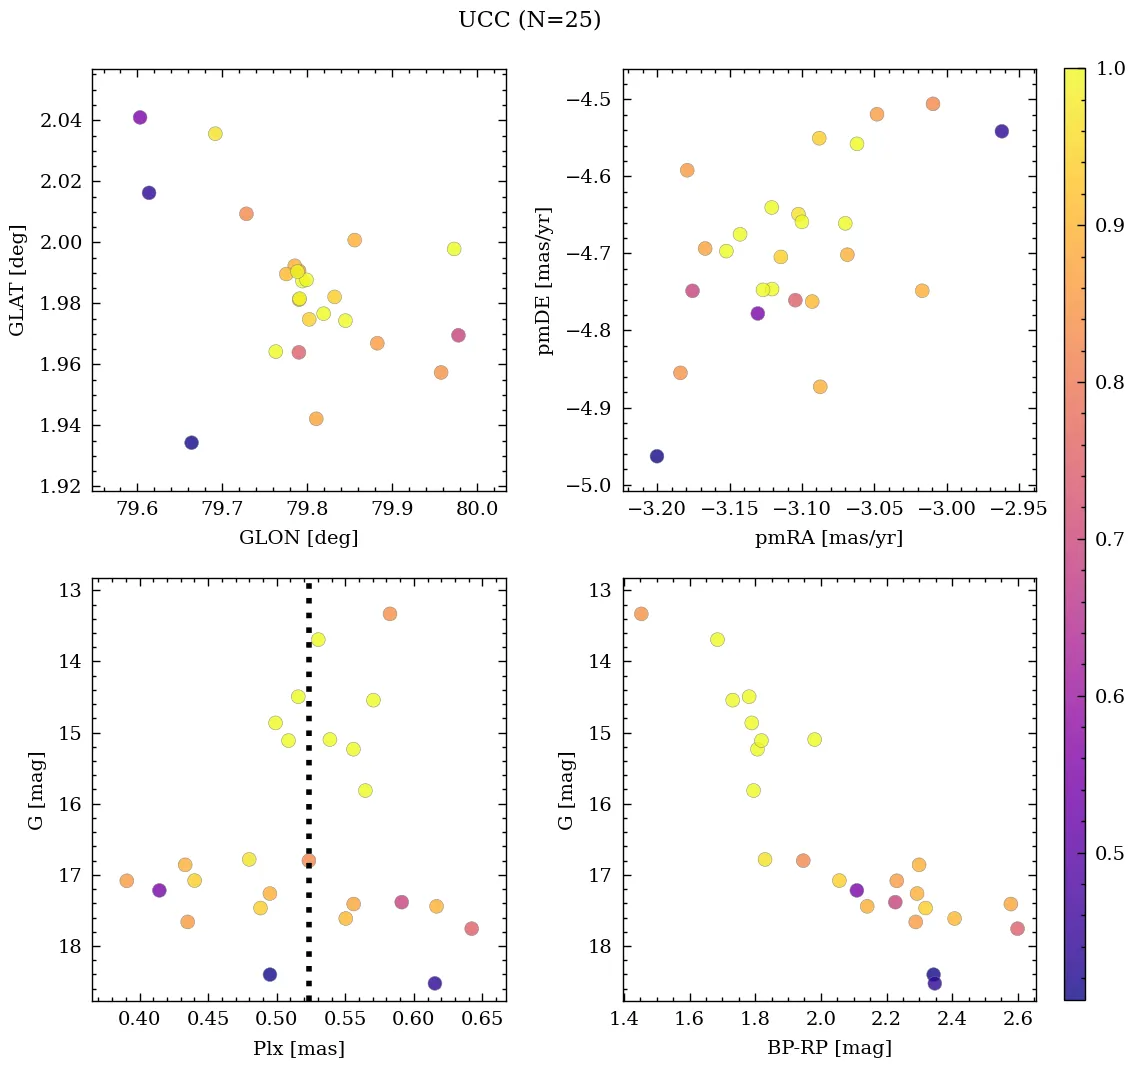 UCC (N=25)
2.04
2.02
2.00
1.98
1.96
1.94
1.92
GLAT [deg]
79.6 79.7 79.8 79.9 80.0
GLON [deg]
−4.5
−4.6
−4.7
−4.8
−4.9
−5.0
pmDE [mas/yr]
−3.20 −3.15 −3.10 −3.05 −3.00 −2.95
pmRA [mas/yr]
13
14
15
16
17
18
G [mag]
0.40 0.45 0.50 0.55 0.60 0.65
Plx [mas]
13
14
15
16
17
18
G [mag]
1.4 1.6 1.8 2.0 2.2 2.4 2.6
BP-RP [mag]
1.0
0.9
0.8
0.7
0.6
0.5